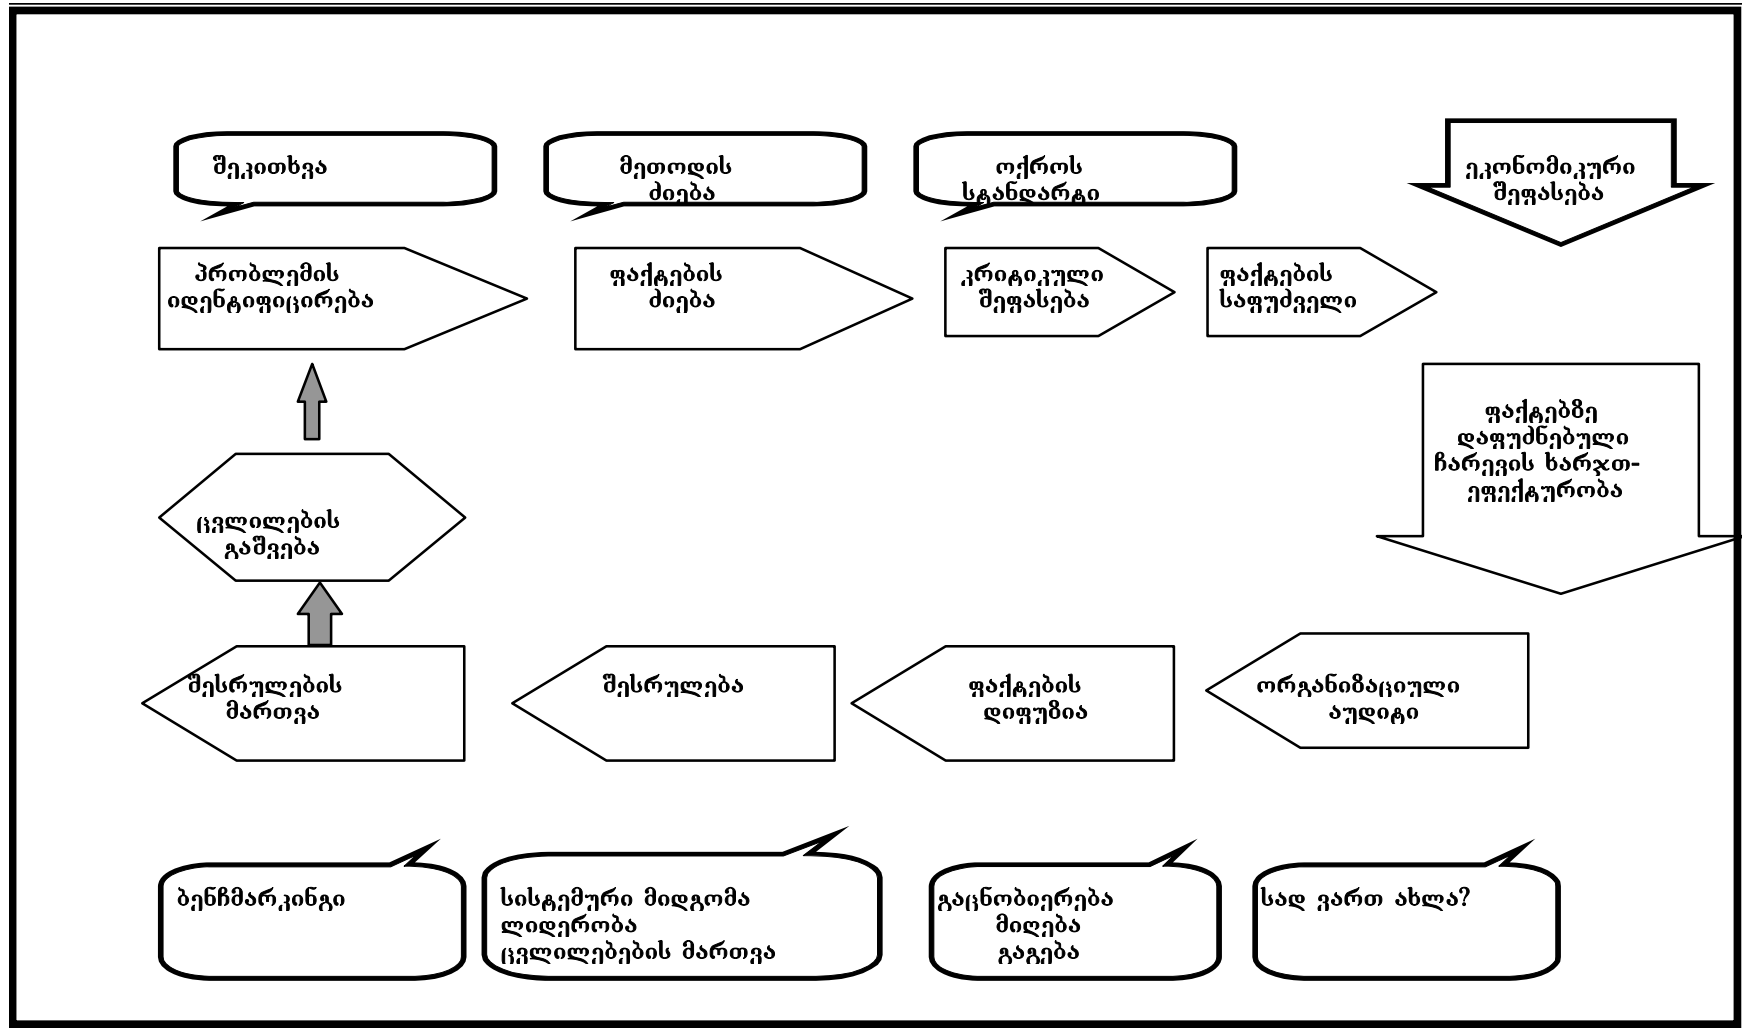 შეკითხვა
მეთოდის
ძიება
ოქროს
სტანდარტი
ეკონომიკური
შეფასება
პრობლემის
იდენტიფიცირება
ფაქტების
ძიება
კრიტიკული
შეფასება
ფაქტების
საფუძველი
ფაქტებზე
დაფუძნებული
ჩარევის ხარჯთ-
ეფექტურობა
ცვლილების
გაშვება
შესრულების
მართვა
შესრულება
ფაქტების
დიფუზია
ორგანიზაციული
აუდიტი
ბენჩმარკინგი
სისტემური მიდგომა
ლიდერობა
ცვლილებების მართვა
გაცნობიერება
მიღება
გაგება
სად ვართ ახლა?